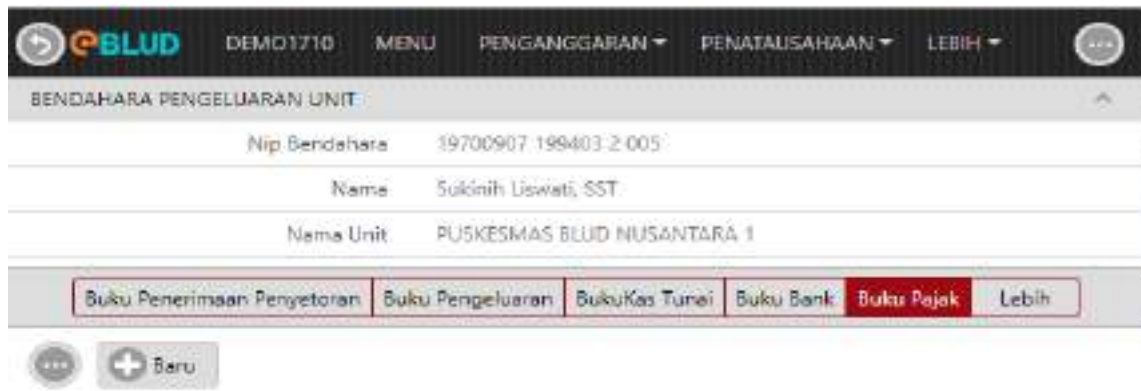 eBLUD DEMO1710 MENU PENGANGGARAN PENATAUSAHAAN LEBIH
BENDAHARA PENGELUARAN UNIT
Nip Bendahara 19700907 199403 2 005
Nama Sukinih Liswati, SST
Nama Unit PUSKESMAS BLUD NUSANTARA 1
Buku Penerimaan Penyetoran Buku Pengeluaran BukuKas Tunai Buku Bank Buku Pajak Lebih
Baru